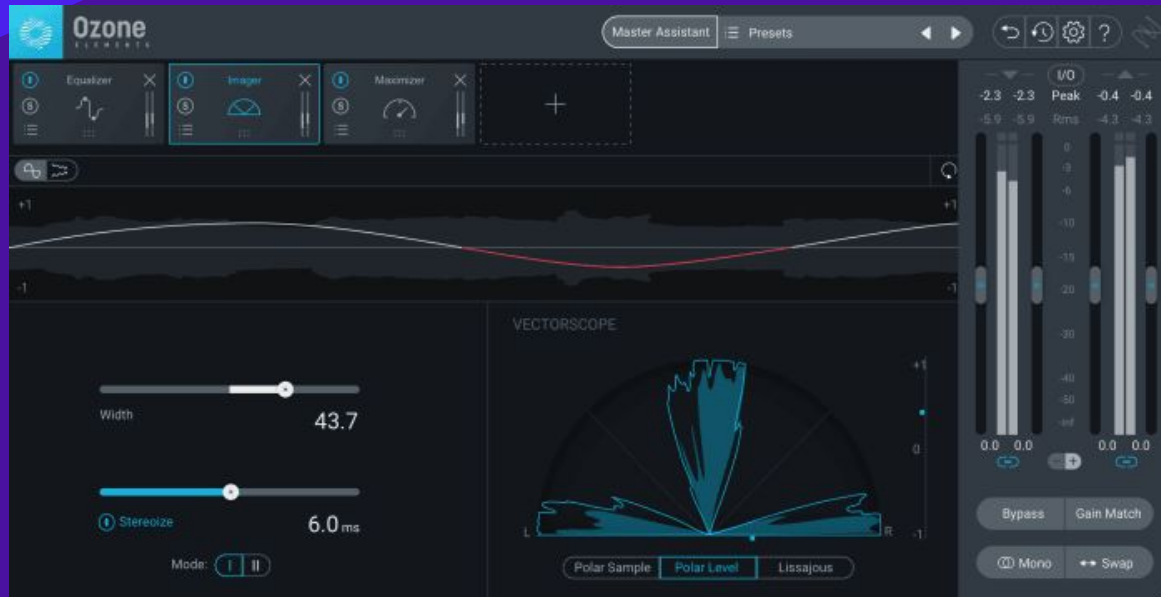 Ozone
ELEMENTS
Master Assistant
Presets
?
Equalizer
S
Imager
S
Maximizer
S
+
I/O
-2.3 -2.3 Peak -0.4 -0.4
-5.9 -5.9 Rms -4.3 -4.3
0
-3
-6
-10
-15
-20
-30
-40
-50
-Inf
0.0 0.0
0.0 0.0
- +
Bypass
Gain Match
Mono
Swap
+1
+1
-1
-1
Width
43.7
Stereoize
6.0 ms
Mode: I II
VECTORSCOPE
+1
0
-1
L
R
Polar Sample
Polar Level
Lissajous